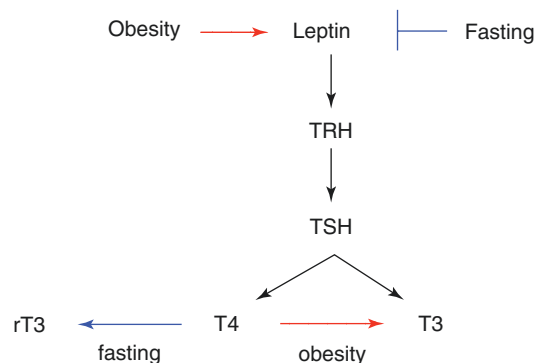 Obesity Leptin Fasting
TRH
TSH
rT3 T4 T3
fasting obesity